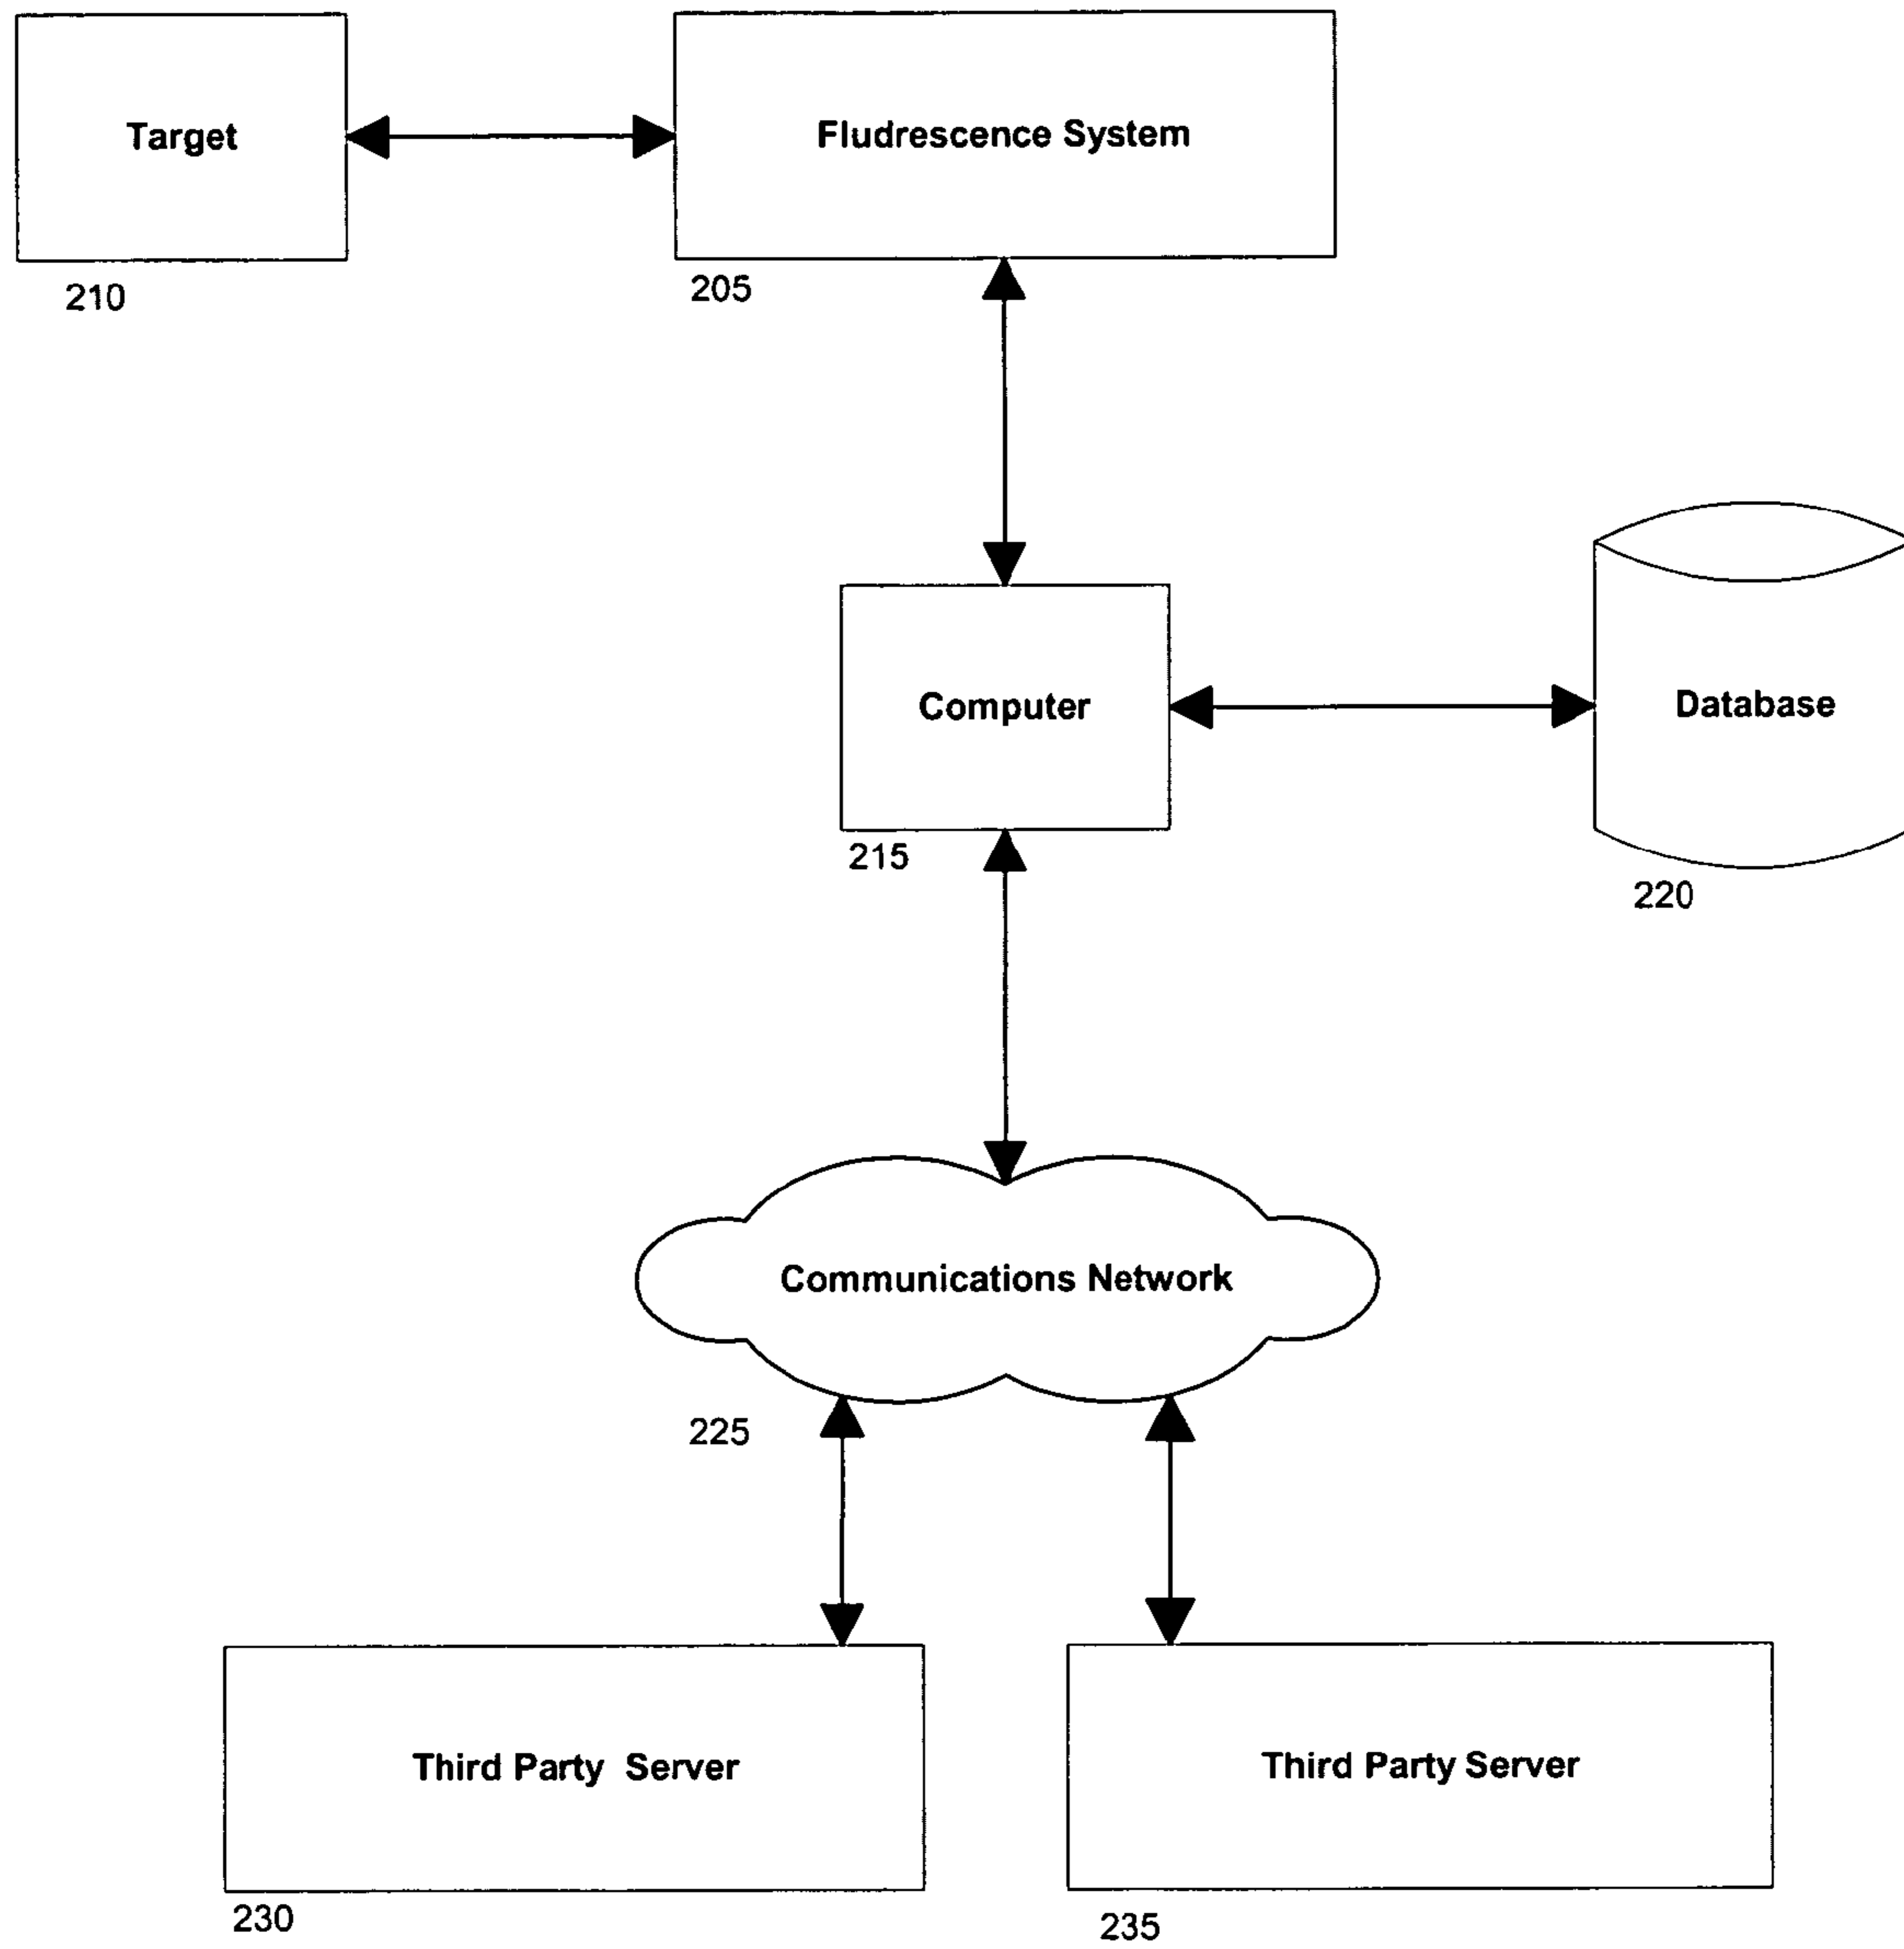 Target
Fludrescence System
210
205
Computer
Database
215
220
Communications Network
225
Third Party Server
Third Party Server
230
235